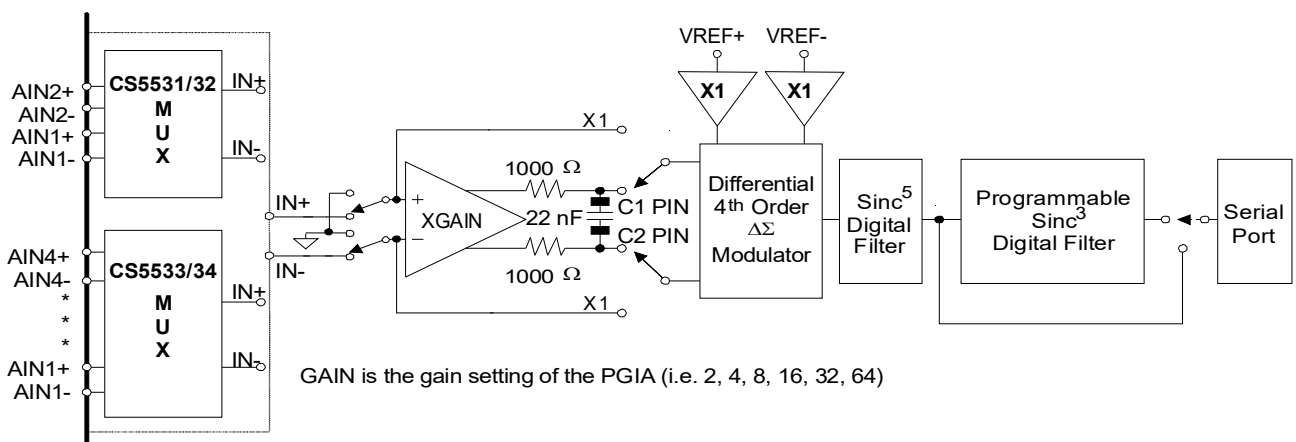 VREF+
VREF-
X1
X1
CS5531/32
M
U
X
AIN2+
AIN2-
AIN1+
AIN1-
IN+
IN-
CS5533/34
M
U
X
AIN4+
AIN4-
*
*
*
AIN1+
AIN1-
IN+
IN-
IN+
IN-
X1
1000 Ω
+
XGAIN
−
22 nF
C1 PIN
C2 PIN
1000 Ω
X1
Differential
4th Order
ΔΣ
Modulator
Sinc5
Digital
Filter
Programmable
Sinc3
Digital Filter
Serial
Port
GAIN is the gain setting of the PGIA (i.e. 2, 4, 8, 16, 32, 64)